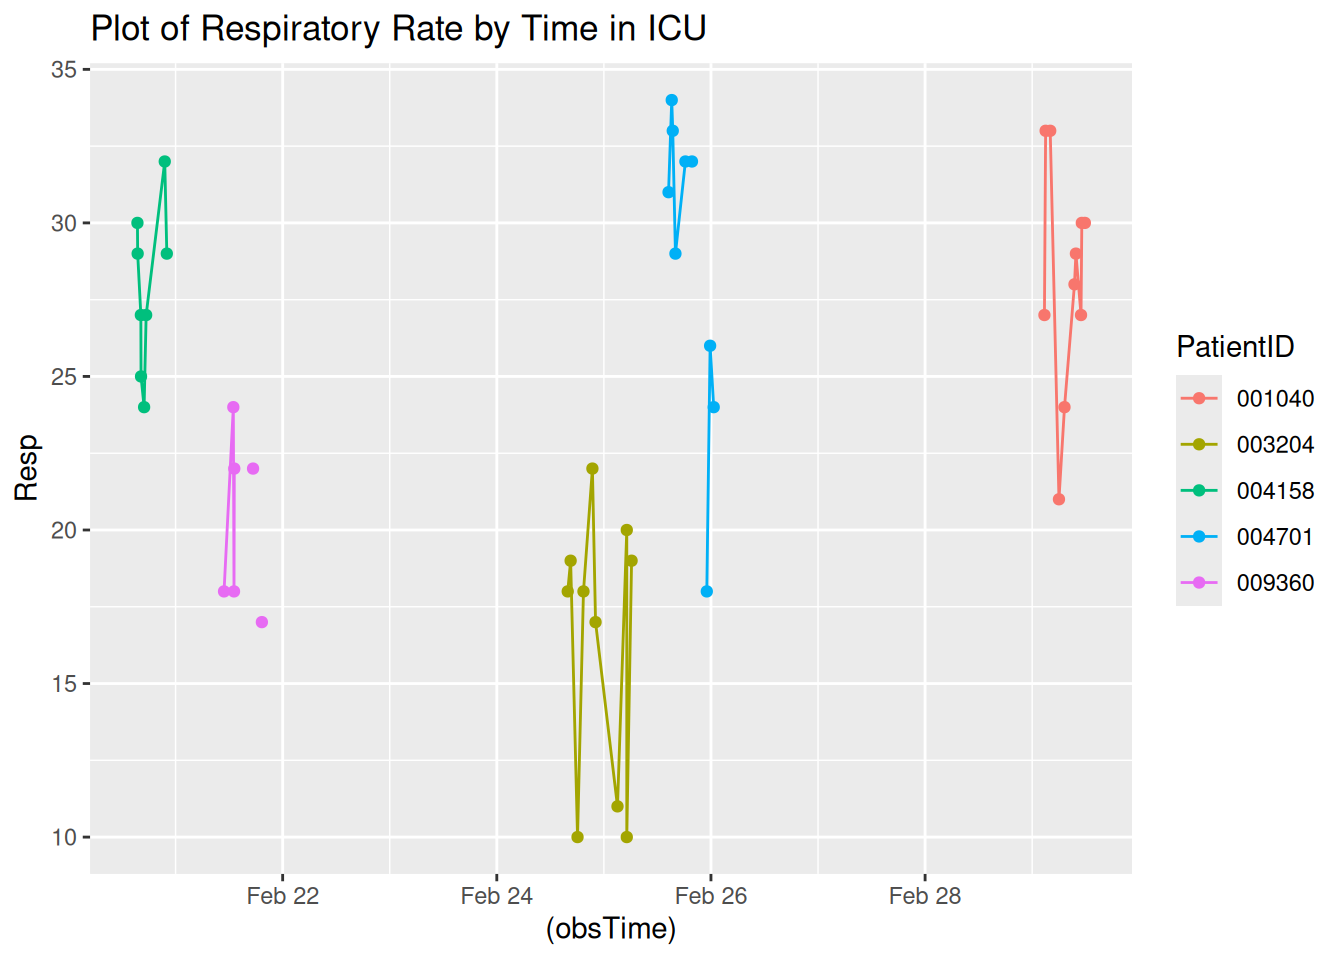 Plot of Respiratory Rate by Time in ICU
35
30
25
20
15
10
Resp
Feb 22
Feb 24
Feb 26
Feb 28
(obsTime)
PatientID
001040
003204
004158
004701
009360